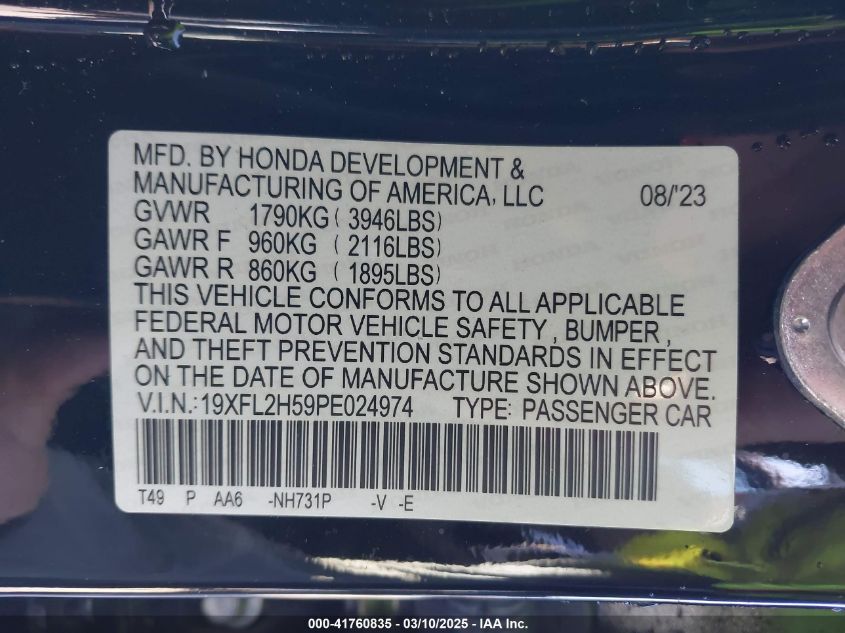 MFD. BY HONDA DEVELOPMENT &
MANUFACTURING OF AMERICA, LLC 08/'23
GVWR 1790KG ( 3946LBS)
GAWR F 960KG ( 2116LBS)
GAWR R 860KG ( 1895LBS)
THIS VEHICLE CONFORMS TO ALL APPLICABLE
FEDERAL MOTOR VEHICLE SAFETY, BUMPER,
AND THEFT PREVENTION STANDARDS IN EFFECT
ON THE DATE OF MANUFACTURE SHOWN ABOVE.
V.I.N.:19XFL2H59PE024974 TYPE: PASSENGER CAR
T49 P AA6 -NH731P -V -E
000-41760835 - 03/10/2025 - IAA Inc.